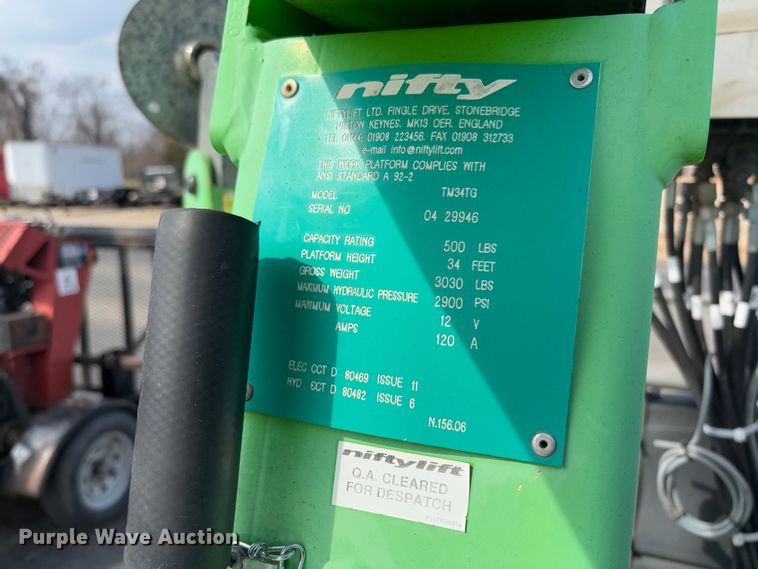 nifty
NIFTYLIFT LTD. FINGLE DRIVE, STONEBRIDGE
MILTON KEYNES, MK13 OER, ENGLAND
TEL 01144 01908 223456, FAX 01908 312733
e-mail info@niftylift.com
THIS WORK PLATFORM COMPLIES WITH
ANSI STANDARD A 92-2
MODEL TM34TG
SERIAL NO 04 29946
CAPACITY RATING 500 LBS
PLATFORM HEIGHT 34 FEET
GROSS WEIGHT 3030 LBS
MAXIMUM HYDRAULIC PRESSURE 2900 PSI
MAXIMUM VOLTAGE 12 V
AMPS 120 A
ELEC CCT D 80469 ISSUE 11
HYD CCT D 80482 ISSUE 6
N.156.06
niftylift
Q.A. CLEARED
FOR DESPATCH
Purple Wave Auction